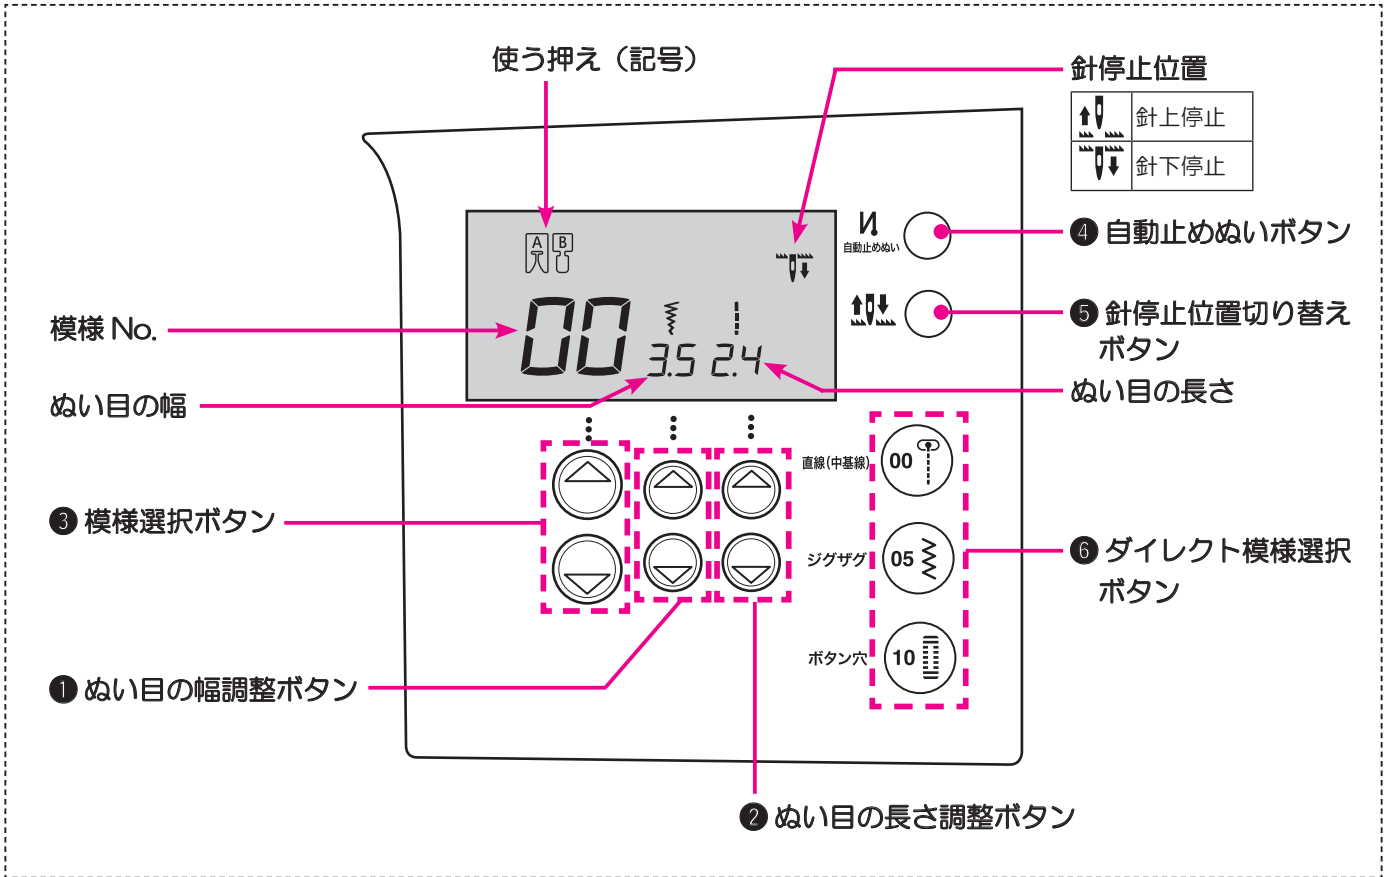 使う押え（記号）
針停止位置
針上停止
針下停止
A B
自動止めぬい
❹ 自動止めぬいボタン
❺ 針停止位置切り替え
ボタン
模様 No.
00
3.5 2.4
ぬい目の幅
ぬい目の長さ
直線(中基線)
00
❸ 模様選択ボタン
ジグザグ
05
❻ ダイレクト模様選択
ボタン
ボタン穴
10
❶ ぬい目の幅調整ボタン
❷ ぬい目の長さ調整ボタン